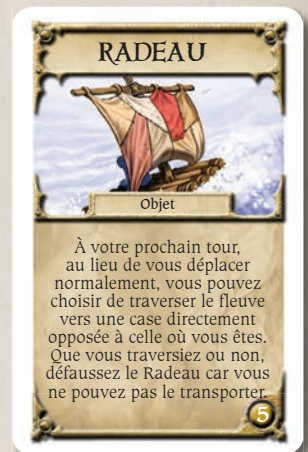 RADEAU
Objet
À votre prochain tour,
au lieu de vous déplacer
normalement, vous pouvez
choisir de traverser le fleuve
vers une case directement
opposée à celle où vous êtes.
Que vous traversiez ou non,
défaussez le Radeau car vous
ne pouvez pas le transporter.
5